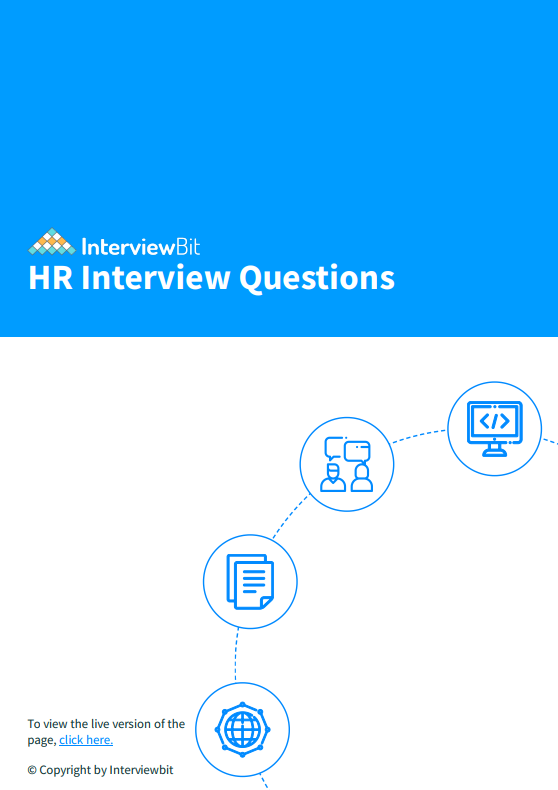 InterviewBit
HR Interview Questions
</>
To view the live version of the
page, click here.
© Copyright by Interviewbit